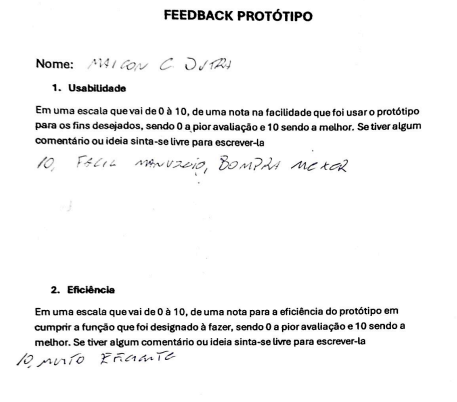 FEEDBACK PROTÓTIPO
Nome: MAICON C DUTRA
1. Usabilidade
Em uma escala que vai de 0 à 10, de uma nota na facilidade que foi usar o protótipo
para os fins desejados, sendo 0 a pior avaliação e 10 sendo a melhor. Se tiver algum
comentário ou ideia sinta-se livre para escrever-la
10, FACIL MANUZEIO, BOM PRA MEXER
2. Eficiência
Em uma escala que vai de 0 à 10, de uma nota para a eficiência do protótipo em
cumprir a função que foi designado à fazer, sendo 0 a pior avaliação e 10 sendo a
melhor. Se tiver algum comentário ou ideia sinta-se livre para escrever-la
10, MUITO EFICIENTE